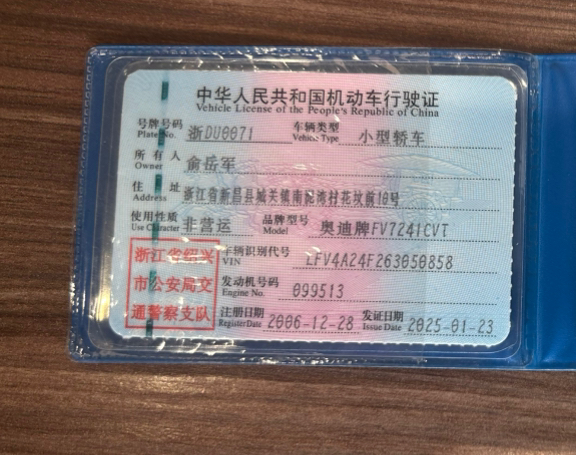 中华人民共和国机动车行驶证
Vehicle License of the People's Republic of China
号牌号码 浙DU0071 车辆类型 小型轿车
Plate No. Vehicle Type
所有人 俞岳军
Owner
住址 浙江省新昌县城关镇南泥湾村花坟前10号
Address
使用性质 非营运 品牌型号 奥迪牌FV7241CVT
Use Character Model
浙江省绍兴
市公安局交
通警察支队
车辆识别代号 LFV4A24F263050858
VIN
发动机号码 099513
Engine No.
注册日期 2006-12-28 发证日期 2025-01-23
Register Date Issue Date